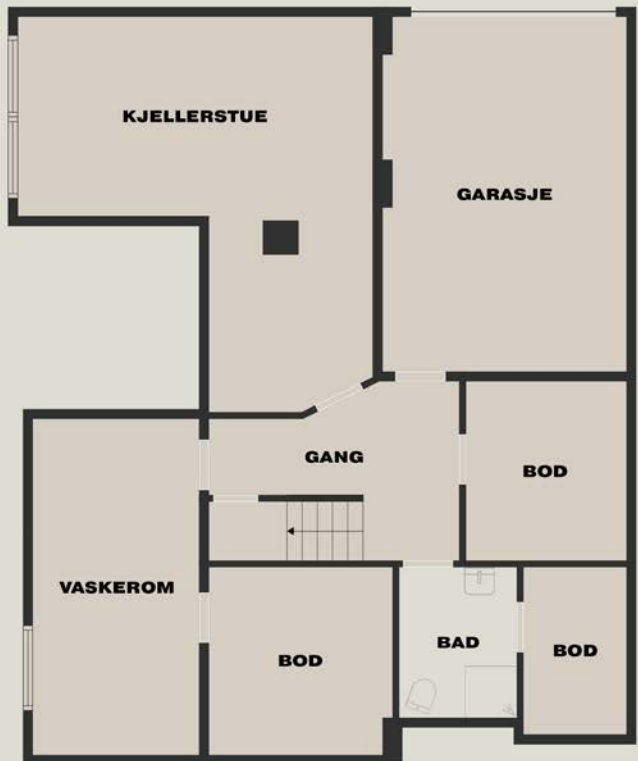 KJELLERSTUE
GARASJE
GANG
BOD
VASKEROM
BAD
BOD
BOD